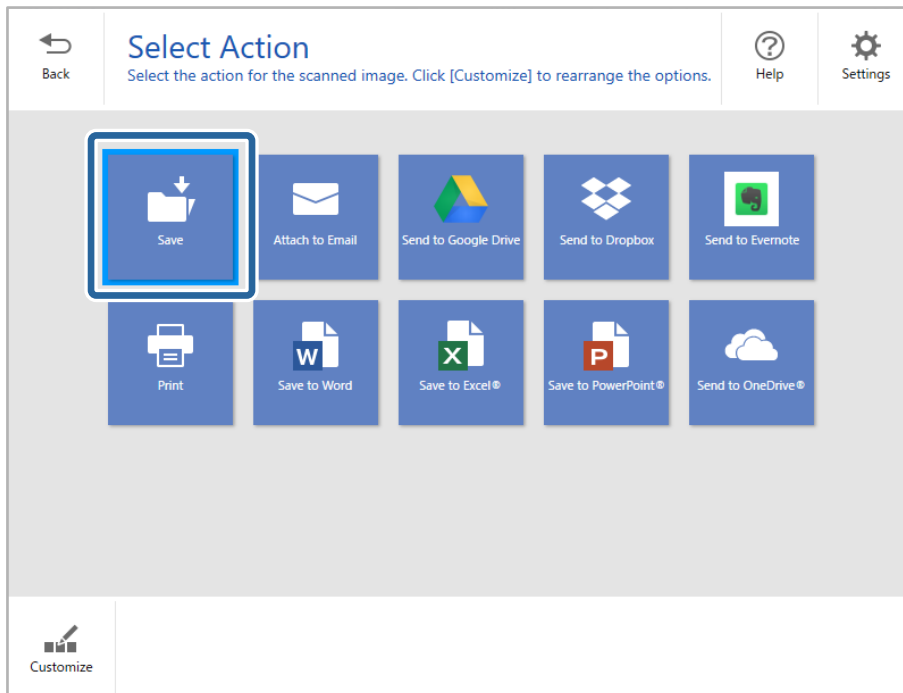 Select Action
Select the action for the scanned image. Click [Customize] to rearrange the options.
Back
Help
Settings
Save
Attach to Email
Send to Google Drive
Send to Dropbox
Send to Evernote
Print
W
Save to Word
X
Save to Excel®
P
Save to PowerPoint®
Send to OneDrive®
Customize